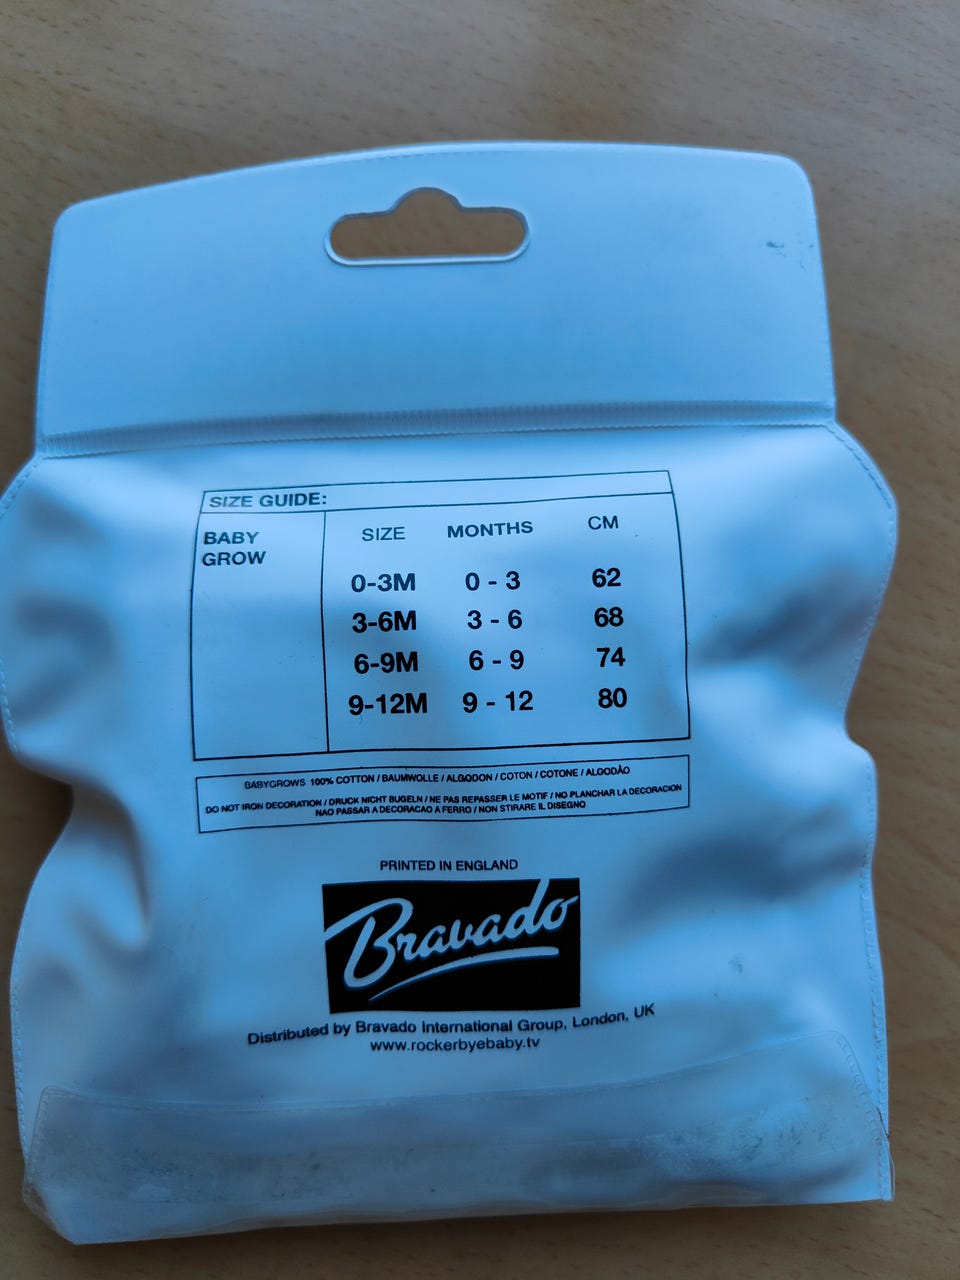 SIZE GUIDE:
BABY GROW
SIZE MONTHS CM
0-3M 0 - 3 62
3-6M 3 - 6 68
6-9M 6 - 9 74
9-12M 9 - 12 80
BABYGROWS 100% COTTON / BAUMWOLLE / ALGODON / COTON / COTONE / ALGODÃO
DO NOT IRON DECORATION / DRUCK NICHT BUGELN / NE PAS REPASSER LE MOTIF / NO PLANCHAR LA DECORACION
NAO PASSAR A DECORACAO A FERRO / NON STIRARE IL DISEGNO
PRINTED IN ENGLAND
Bravado
Distributed by Bravado International Group, London, UK
www.rockerbyebaby.tv